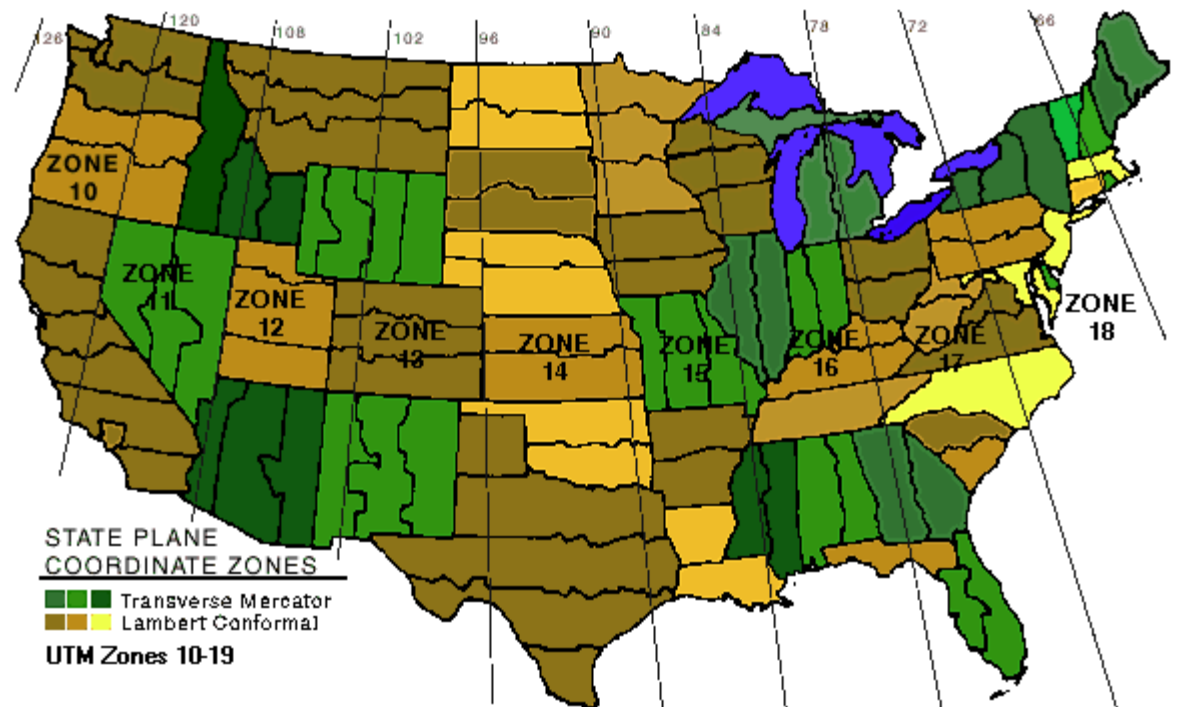 126
120
108
102
96
90
84
78
72
66
ZONE
10
ZONE
11
ZONE
12
ZONE
13
ZONE
14
ZONE
15
ZONE
16
ZONE
17
ZONE
18
STATE PLANE
COORDINATE ZONES
Transverse Mercator
Lambert Conformal
UTM Zones 10-19